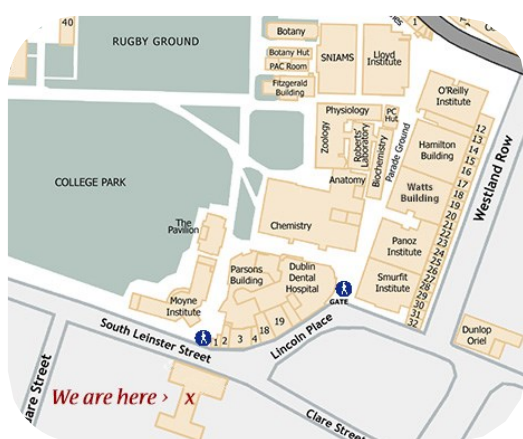 40
RUGBY GROUND
Botany
Botany Hut
PAC Room
Fitzgerald
Building
SNIAMS
Lloyd
Institute
1
O'Reilly
Institute
Physiology
PC
Hut
Zoology
Roberts'
Laboratory
Biochemistry
Parade Ground
Anatomy
Hamilton
Building
Watts
Building
12
13
14
15
16
17
18
19
20
21
22
23
24
25
26
27
28
29
30
31
32
Westland Row
COLLEGE PARK
The
Pavilion
Chemistry
Panoz
Institute
Smurfit
Institute
Parsons
Building
Dublin
Dental
Hospital
GATE
Moyne
Institute
1
2
3
4
18
19
Lincoln Place
South Leinster Street
Dunlop
Oriel
We are here > x
Clare Street
lare Street